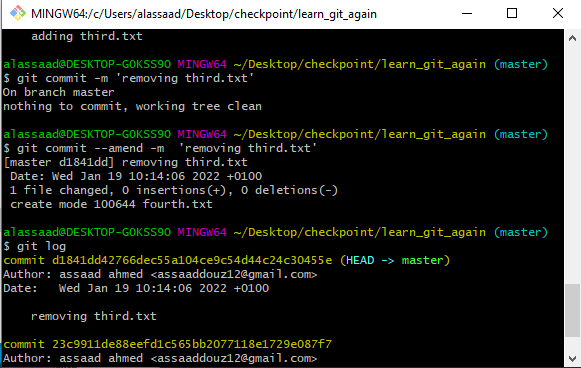 MINGW64:/c/Users/alassaad/Desktop/checkpoint/learn_git_again
    adding third.txt
alassaad@DESKTOP-G0KSS9O MINGW64 ~/Desktop/checkpoint/learn_git_again (master)
$ git commit -m 'removing third.txt'
On branch master
nothing to commit, working tree clean
alassaad@DESKTOP-G0KSS9O MINGW64 ~/Desktop/checkpoint/learn_git_again (master)
$ git commit --amend -m  'removing third.txt'
[master d1841dd] removing third.txt
 Date: Wed Jan 19 10:14:06 2022 +0100
 1 file changed, 0 insertions(+), 0 deletions(-)
 create mode 100644 fourth.txt
alassaad@DESKTOP-G0KSS9O MINGW64 ~/Desktop/checkpoint/learn_git_again (master)
$ git log
commit d1841dd42766dec55a104ce9c54d44c24c30455e (HEAD -> master)
Author: assaad ahmed <assaaddouz12@gmail.com>
Date:   Wed Jan 19 10:14:06 2022 +0100
    removing third.txt
commit 23c9911de88eefd1c565bb2077118e1729e087f7
Author: assaad ahmed <assaaddouz12@gmail.com>